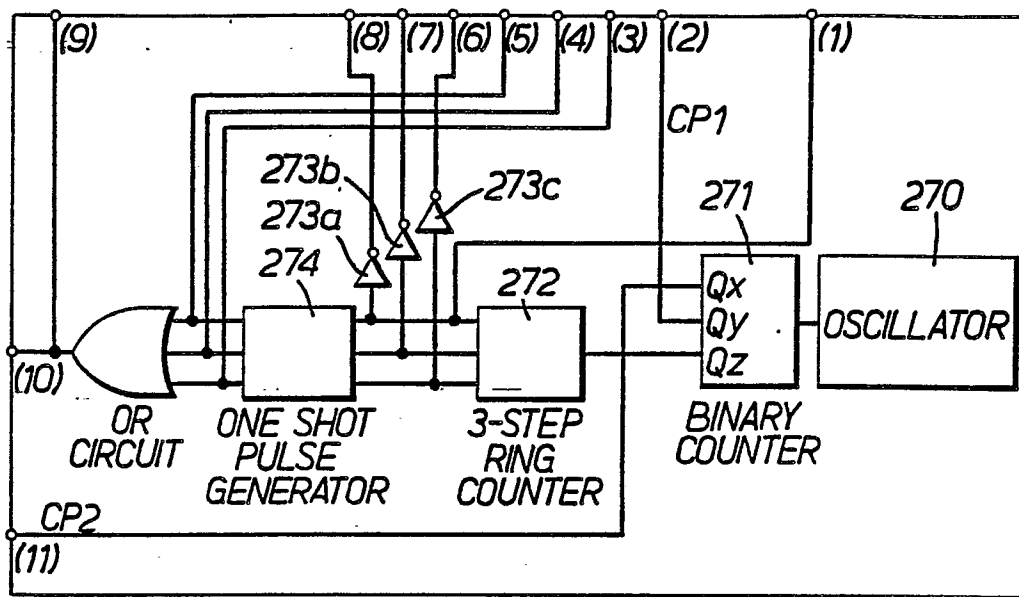 (9) (8) (7) (6) (5) (4) (3) (2) (1)
CP1
273b
273c
271
270
273a
274
272
Qx
Qy
OSCILLATOR
Qz
(10)
OR
CIRCUIT
ONE SHOT
PULSE
GENERATOR
3-STEP
RING
COUNTER
BINARY
COUNTER
CP2
(11)